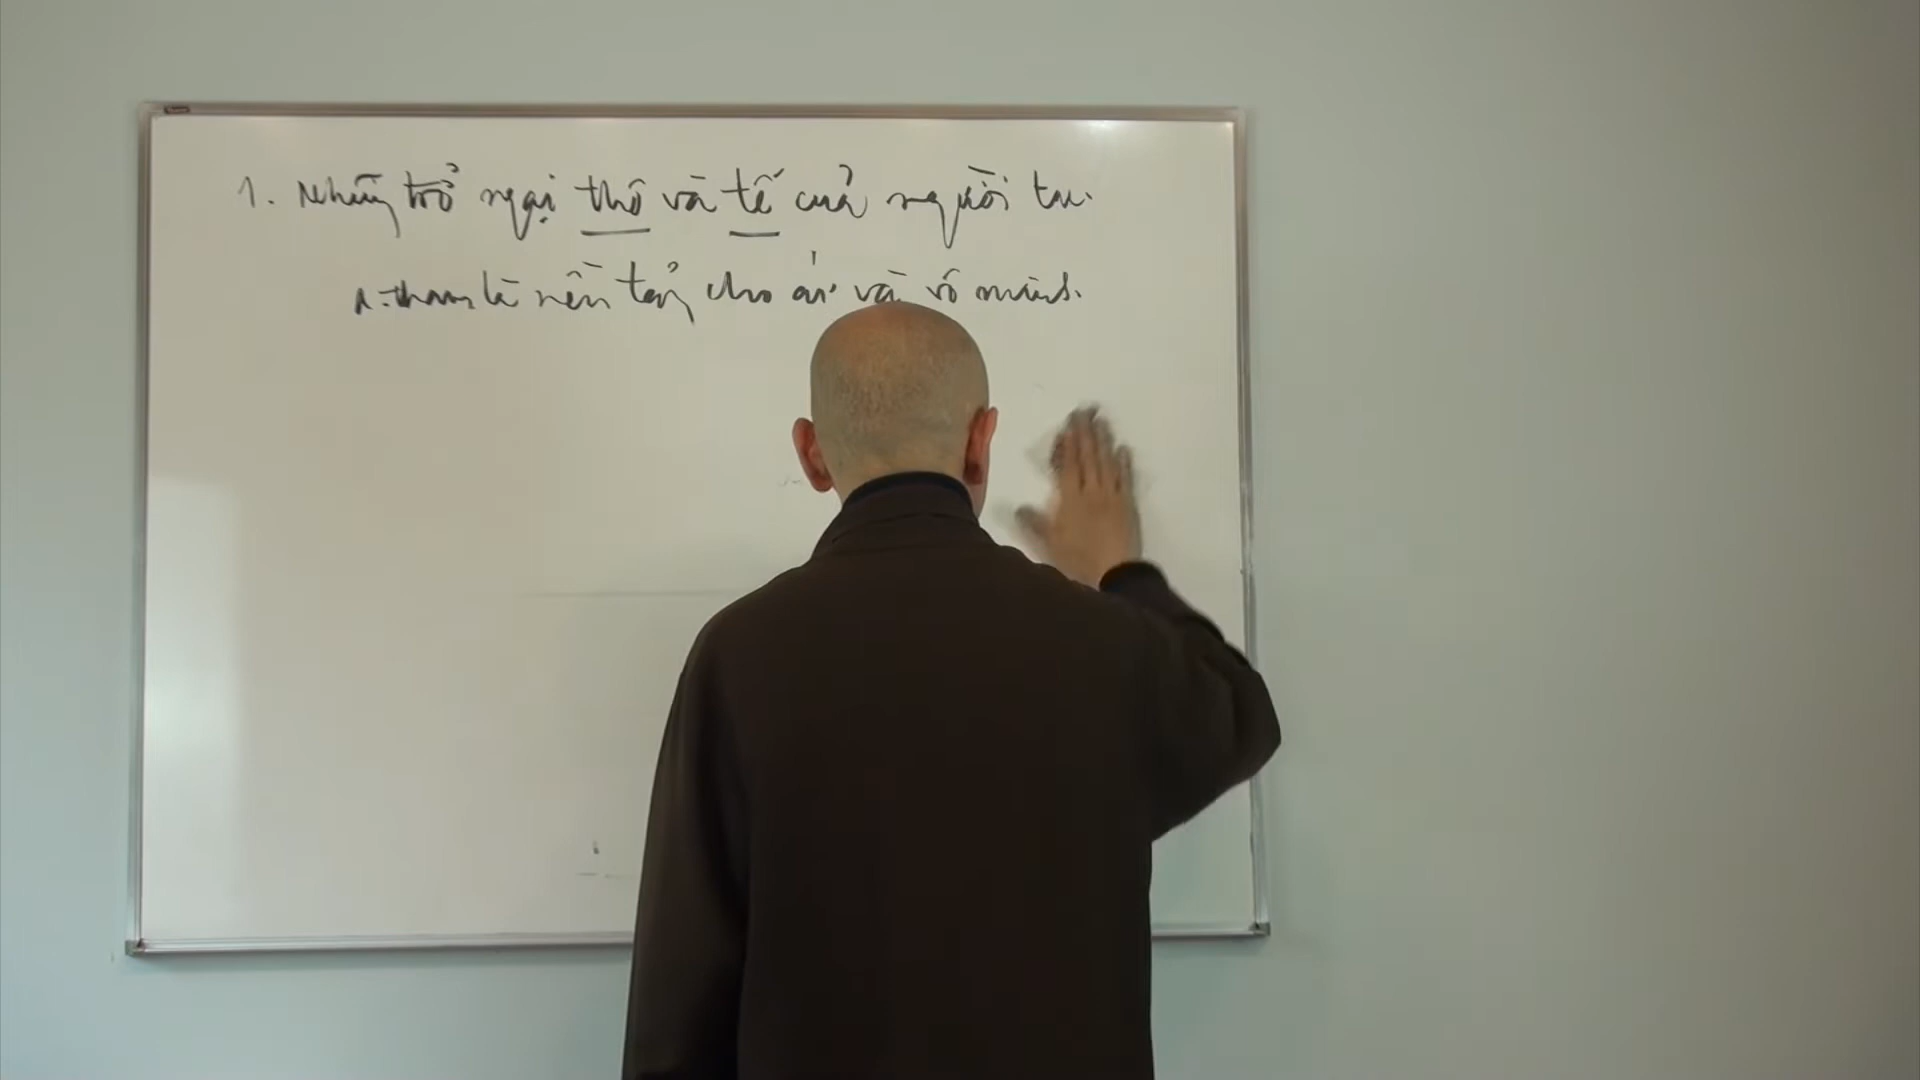 1. Những trở ngại thô và tế của người tu.
a. tham là nền tảng cho ái và vô minh.